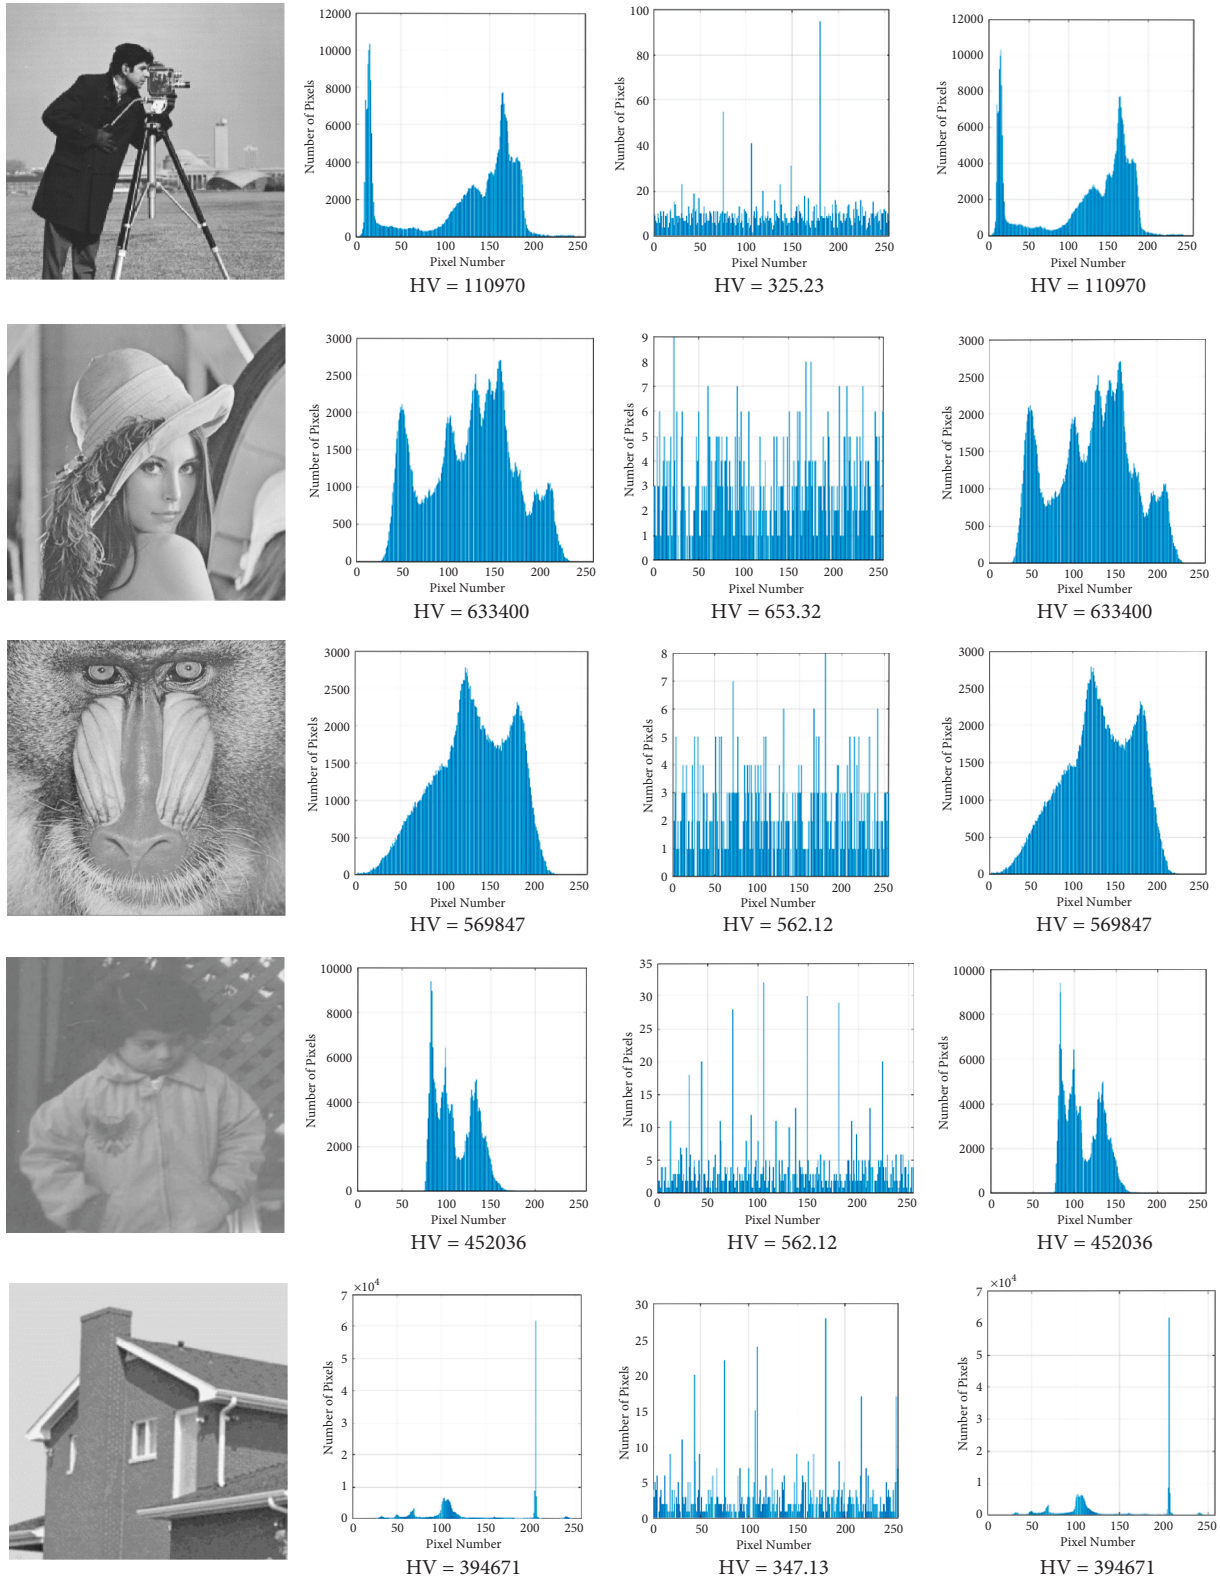 12000
10000
8000
6000
4000
2000
0
Number of Pixels
0 50 100 150 200 250
Pixel Number
HV = 110970
100
80
60
40
20
0
Number of Pixels
0 50 100 150 200 250
Pixel Number
HV = 325.23
12000
10000
8000
6000
4000
2000
0
Number of Pixels
0 50 100 150 200 250
Pixel Number
HV = 110970
3000
2500
2000
1500
1000
500
0
Number of Pixels
50 100 150 200 250
Pixel Number
HV = 633400
9
8
7
6
5
4
3
2
1
0
Number of Pixels
0 50 100 150 200 250
Pixel Number
HV = 653.32
3000
2500
2000
1500
1000
500
0
Number of Pixels
0 50 100 150 200 250
Pixel Number
HV = 633400
3000
2500
2000
1500
1000
500
0
Number of Pixels
0 50 100 150 200 250
Pixel Number
HV = 569847
8
7
6
5
4
3
2
1
0
Number of Pixels
0 50 100 150 200 250
Pixel Number
HV = 562.12
3000
2500
2000
1500
1000
500
0
Number of Pixels
0 50 100 150 200 250
Pixel Number
HV = 569847
10000
8000
6000
4000
2000
0
Number of Pixels
0 50 100 150 200 250
Pixel Number
HV = 452036
35
30
25
20
15
10
5
0
Number of Pixels
0 50 100 150 200 250
Pixel Number
HV = 562.12
10000
8000
6000
4000
2000
0
Number of Pixels
0 50 100 150 200 250
Pixel Number
HV = 452036
×10⁴
7
6
5
4
3
2
1
0
Number of Pixels
0 50 100 150 200 250
Pixel Number
HV = 394671
30
25
20
15
10
5
0
Number of Pixels
0 50 100 150 200 250
Pixel Number
HV = 347.13
×10⁴
7
6
5
4
3
2
1
0
Number of Pixels
0 50 100 150 200 250
Pixel Number
HV = 394671